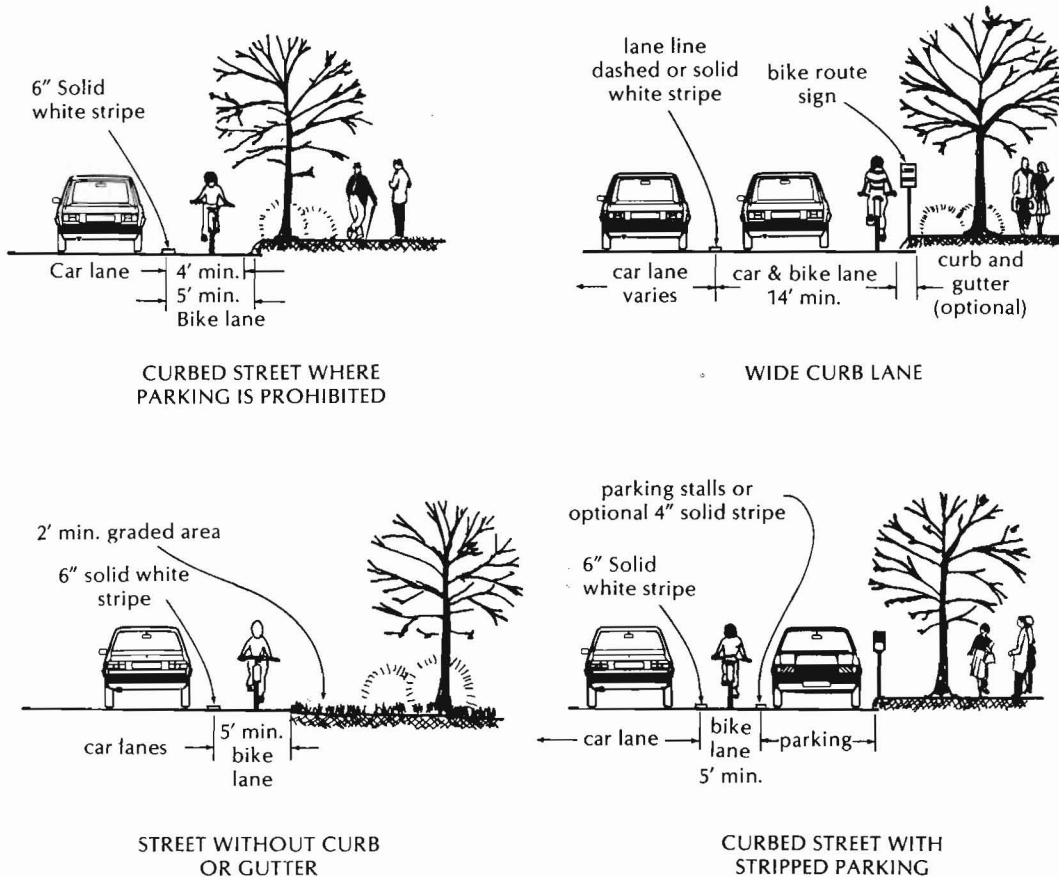 6" Solid
white stripe
Car lane
4' min.
5' min.
Bike lane
CURBED STREET WHERE
PARKING IS PROHIBITED
lane line
dashed or solid
white stripe
bike route
sign
car lane
varies
car & bike lane
14' min.
curb and
gutter
(optional)
WIDE CURB LANE
2' min. graded area
6" solid white
stripe
car lanes
5' min.
bike
lane
STREET WITHOUT CURB
OR GUTTER
parking stalls or
optional 4" solid stripe
6" Solid
white stripe
car lane
bike
lane
5' min.
parking
CURBED STREET WITH
STRIPPED PARKING